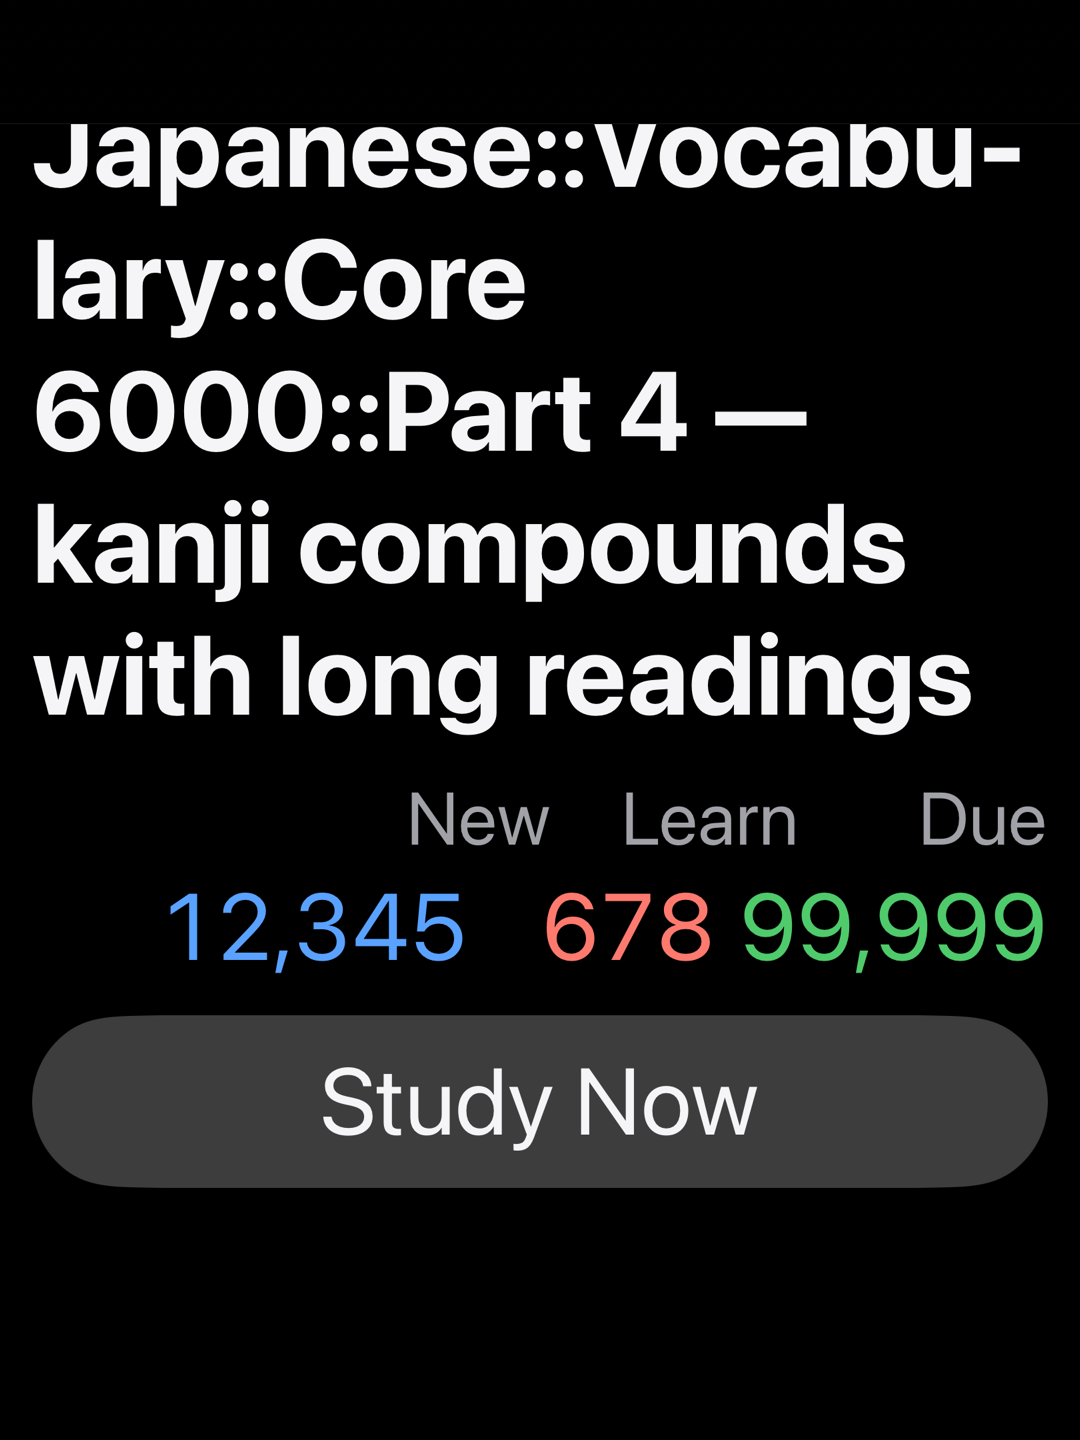 Japanese::Vocabu-
lary::Core
6000::Part 4 —
kanji compounds
with long readings
New Learn Due
12,345 678 99,999
Study Now